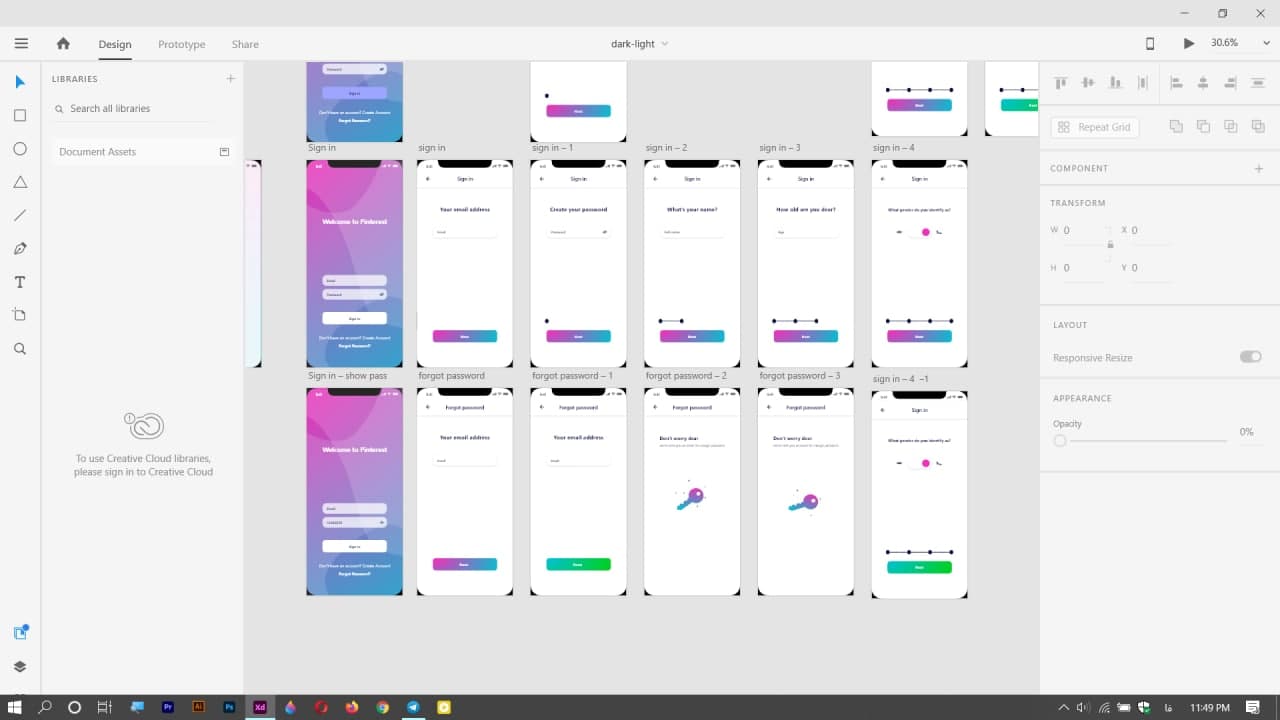 Design
Prototype
Share
dark-light
30.6%
LIBRARIES
Search all libraries
Document Assets
e Cloud libraries,
please sign in to Creative Cloud
Password
Sign in
Don't have an account? Create Account
Forgot Password?
Next
Next
Sign in
sign in
sign in – 1
sign in – 2
sign in – 3
sign in – 4
Welcome to Pinterest
Email
Password
Sign in
Don't have an account? Create Account
Forgot Password?
Sign in
Your email address
Email
Next
Sign in
Create your password
Password
Next
Sign in
What's your name?
Full name
Next
Sign in
How old are you dear?
Age
Next
Sign in
What gender do you identify as?
Next
Sign in – show pass
forgot password
forgot password – 1
forgot password – 2
forgot password – 3
sign in – 4 –1
Welcome to Pinterest
Email
Sign in
Don't have an account? Create Account
Forgot Password?
Forgot password
Your email address
Email
Next
Forgot password
Your email address
Email
Next
Forgot password
Don't worry dear
Forgot password
Don't worry dear
Sign in
What gender do you identify as?
Next
Repeat Grid
COMPONENT
TRANSFORM
W 0
X 0
H 0
Y 0
LAYOUT
Responsive Resize
APPEARANCE
Opacity
0%
Pr
Ai
Ps
Xd
فا
11:49 PM